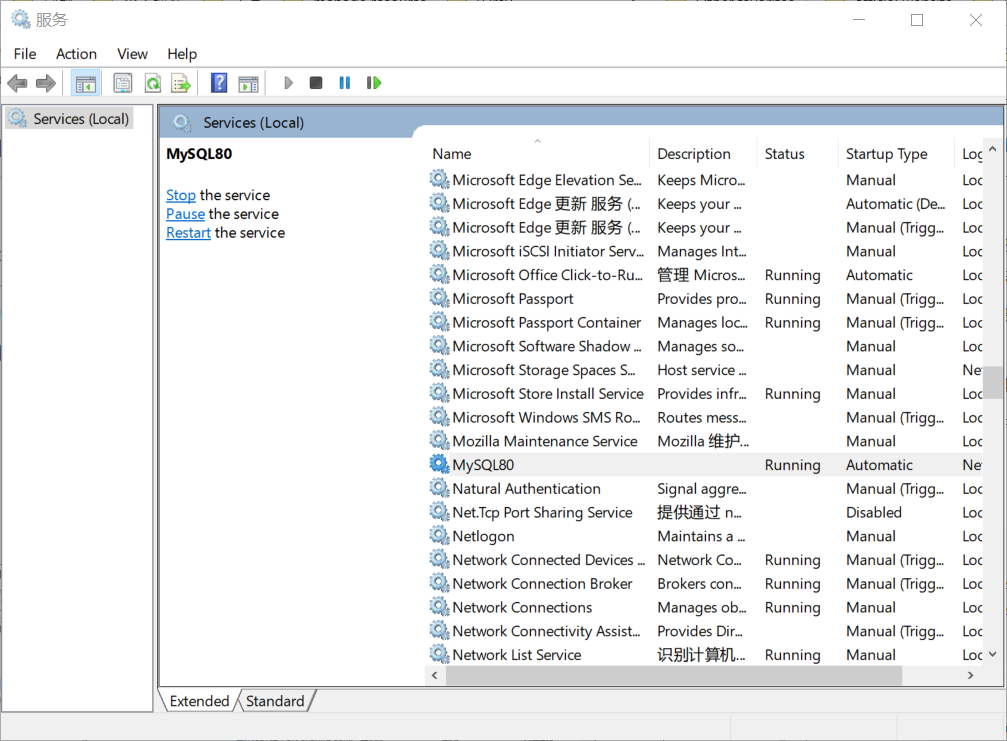 服务
File Action View Help
Services (Local)
Services (Local)
MySQL80
Stop the service
Pause the service
Restart the service
Name Description Status Startup Type Log
Microsoft Edge Elevation Se... Keeps Micro... Manual Loc
Microsoft Edge 更新 服务 (... Keeps your ... Automatic (De... Loc
Microsoft Edge 更新 服务 (... Keeps your ... Manual (Trigg... Loc
Microsoft iSCSI Initiator Serv... Manages Int... Manual Loc
Microsoft Office Click-to-Ru... 管理 Micros... Running Automatic Loc
Microsoft Passport Provides pro... Running Manual (Trigg... Loc
Microsoft Passport Container Manages loc... Running Manual (Trigg... Loc
Microsoft Software Shadow ... Manages so... Manual Loc
Microsoft Storage Spaces S... Host service ... Manual Net
Microsoft Store Install Service Provides infr... Running Manual Loc
Microsoft Windows SMS Ro... Routes mess... Manual (Trigg... Loc
Mozilla Maintenance Service Mozilla 维护... Manual Loc
MySQL80 Running Automatic Net
Natural Authentication Signal aggre... Manual (Trigg... Loc
Net.Tcp Port Sharing Service 提供通过 n... Disabled Loc
Netlogon Maintains a ... Manual Loc
Network Connected Devices ... Network Co... Running Manual (Trigg... Loc
Network Connection Broker Brokers con... Running Manual (Trigg... Loc
Network Connections Manages ob... Running Manual Loc
Network Connectivity Assist... Provides Dir... Manual (Trigg... Loc
Network List Service 识别计算机... Running Manual Loc
Extended Standard